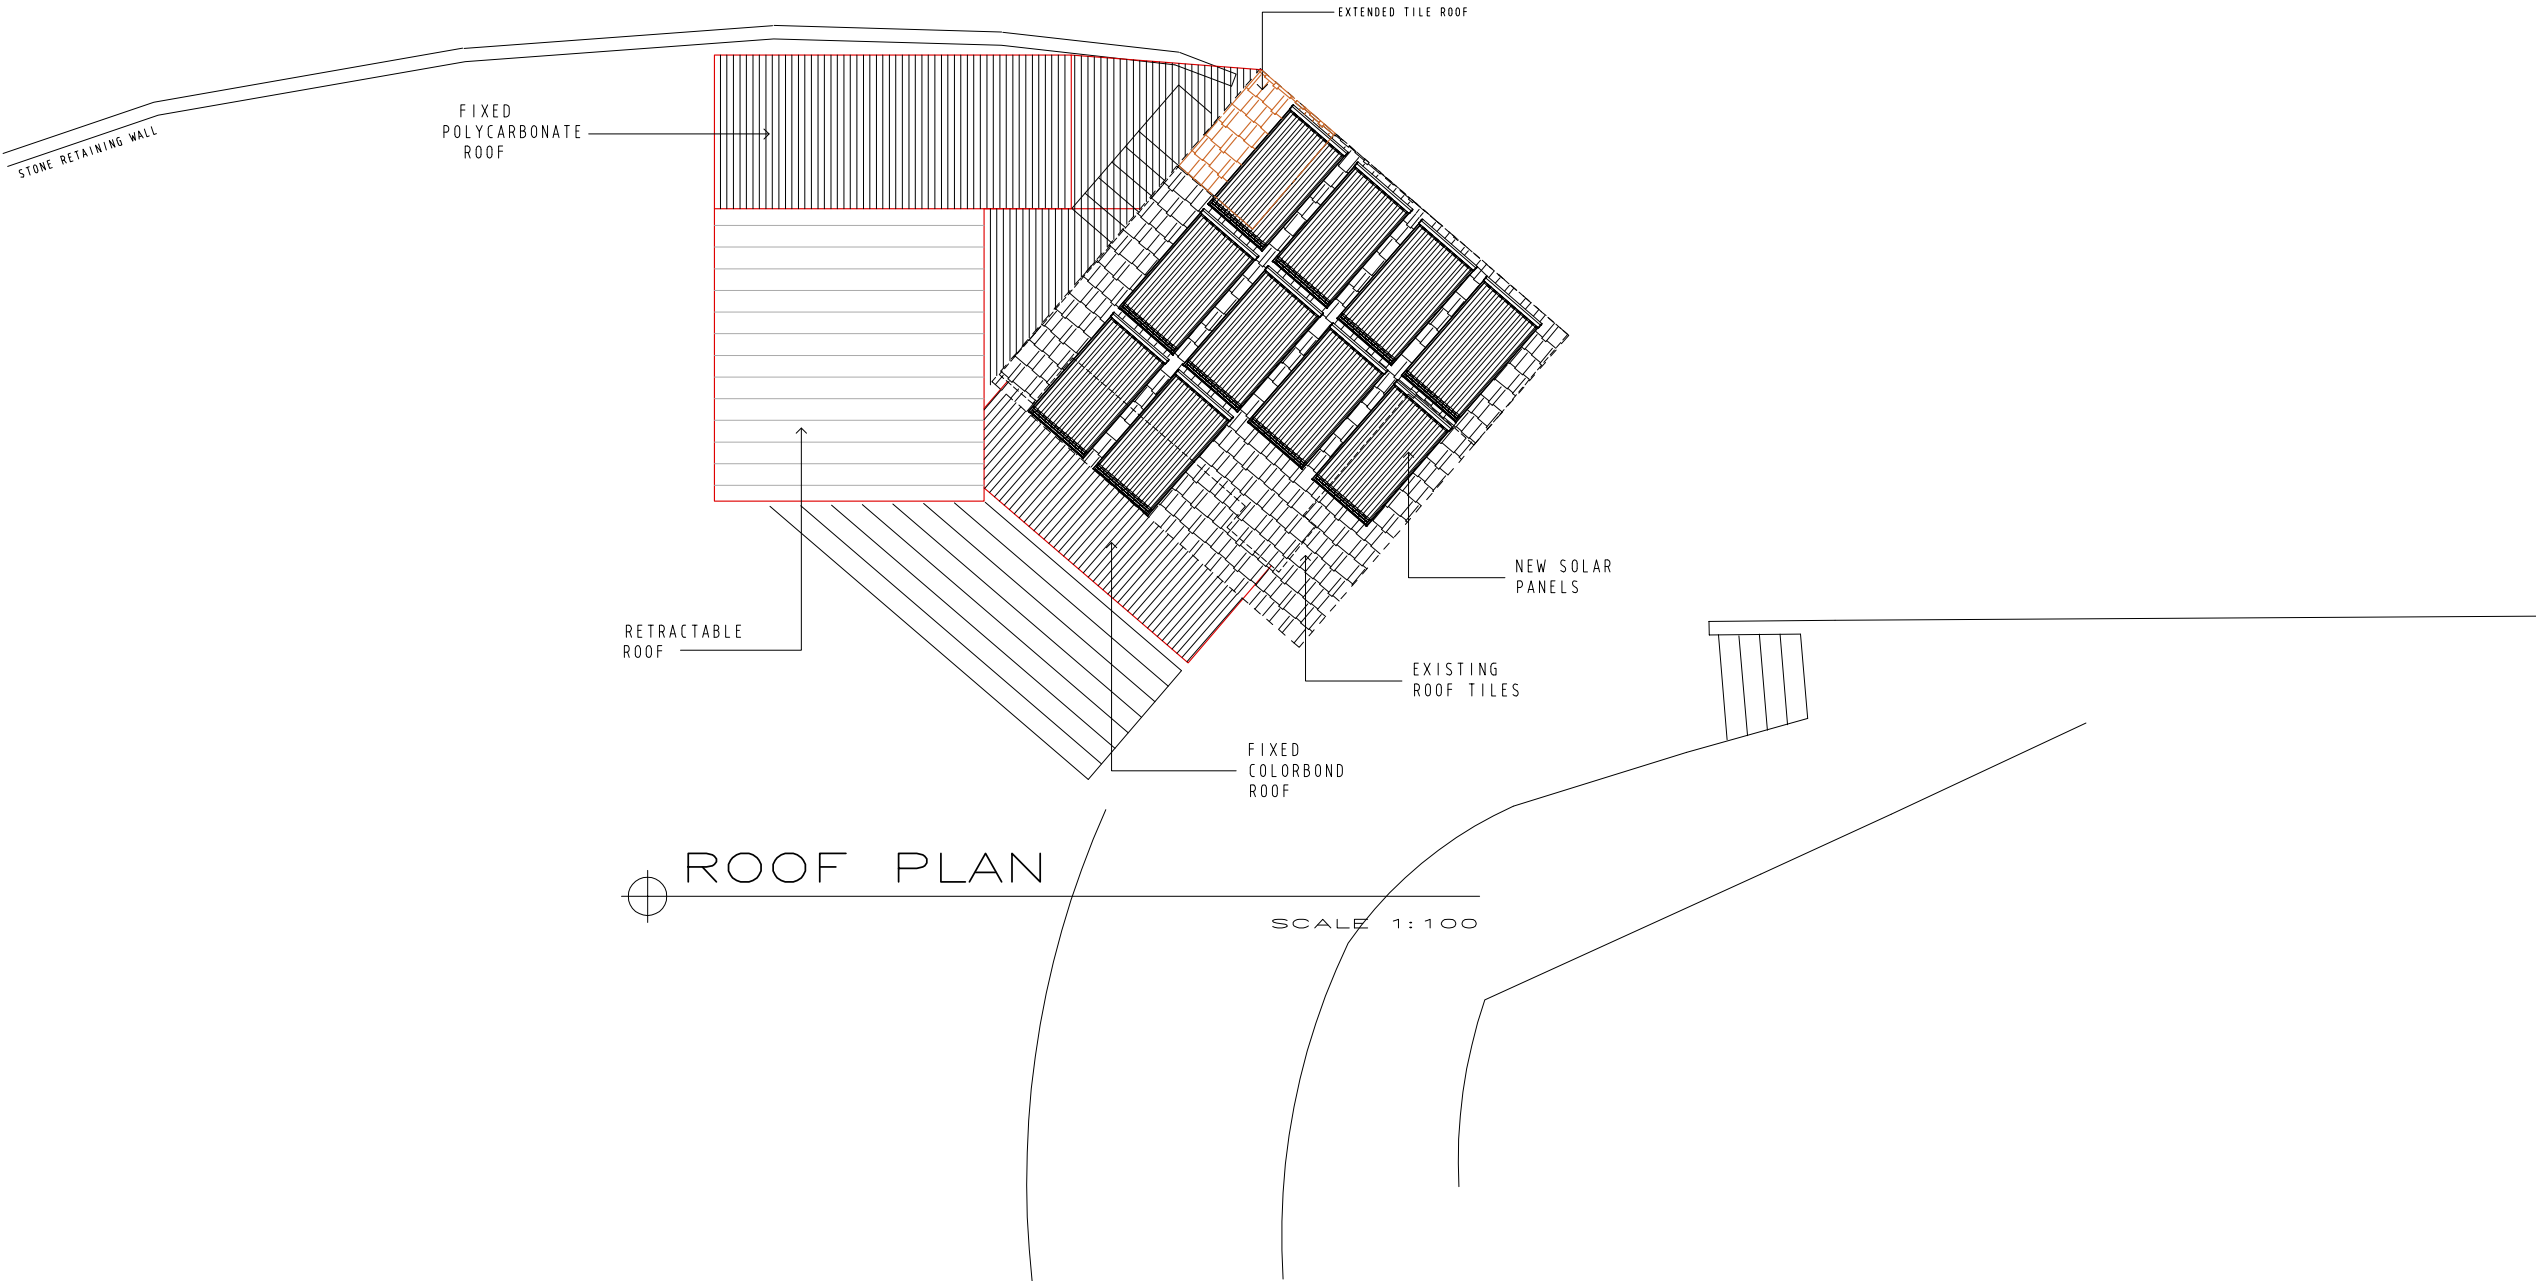 EXTENDED TILE ROOF
FIXED
POLYCARBONATE
ROOF
STONE RETAINING WALL
NEW SOLAR
PANELS
RETRACTABLE
ROOF
EXISTING
ROOF TILES
FIXED
COLORBOND
ROOF
ROOF PLAN
SCALE 1:100